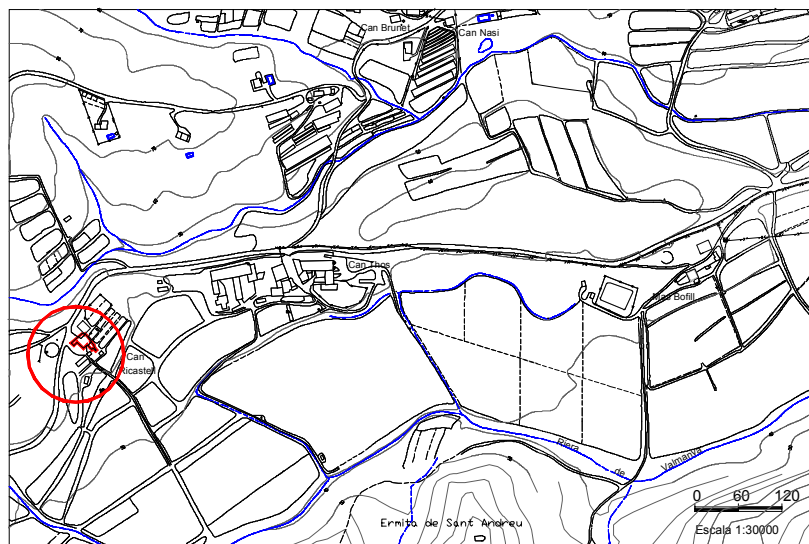 Can Brunet
Can Nasi
Can Thos
Mas Bofill
Can
Ricastell
Riera de Valmanya
Ermita de Sant Andreu
0 60 120
Escala 1:30000